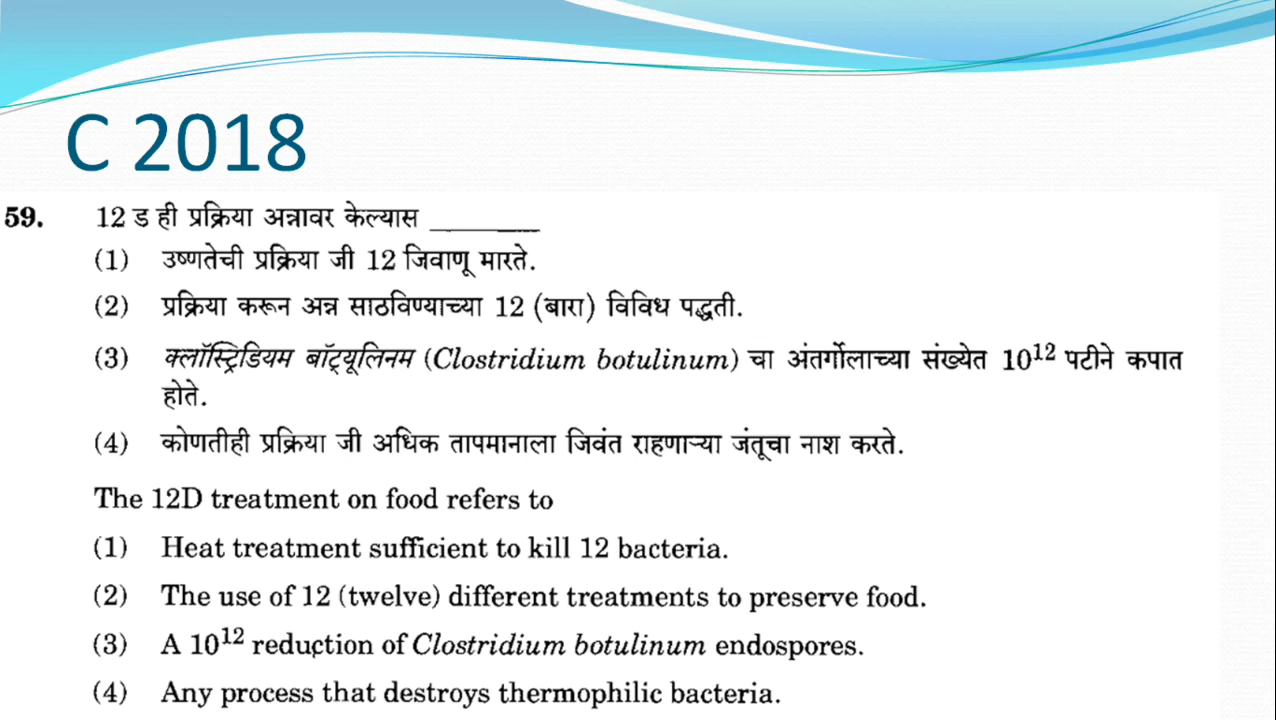 C 2018
59. 12 ड ही प्रक्रिया अन्नावर केल्यास ________
(1) उष्णतेची प्रक्रिया जी 12 जिवाणू मारते.
(2) प्रक्रिया करून अन्न साठविण्याच्या 12 (बारा) विविध पद्धती.
(3) क्लॉस्ट्रिडियम बॉट्यूलिनम (Clostridium botulinum) चा अंतर्गोलाच्या संख्येत 10¹² पटीने कपात
होते.
(4) कोणतीही प्रक्रिया जी अधिक तापमानाला जिवंत राहणाऱ्या जंतूचा नाश करते.
The 12D treatment on food refers to
(1) Heat treatment sufficient to kill 12 bacteria.
(2) The use of 12 (twelve) different treatments to preserve food.
(3) A 10¹² reduction of Clostridium botulinum endospores.
(4) Any process that destroys thermophilic bacteria.